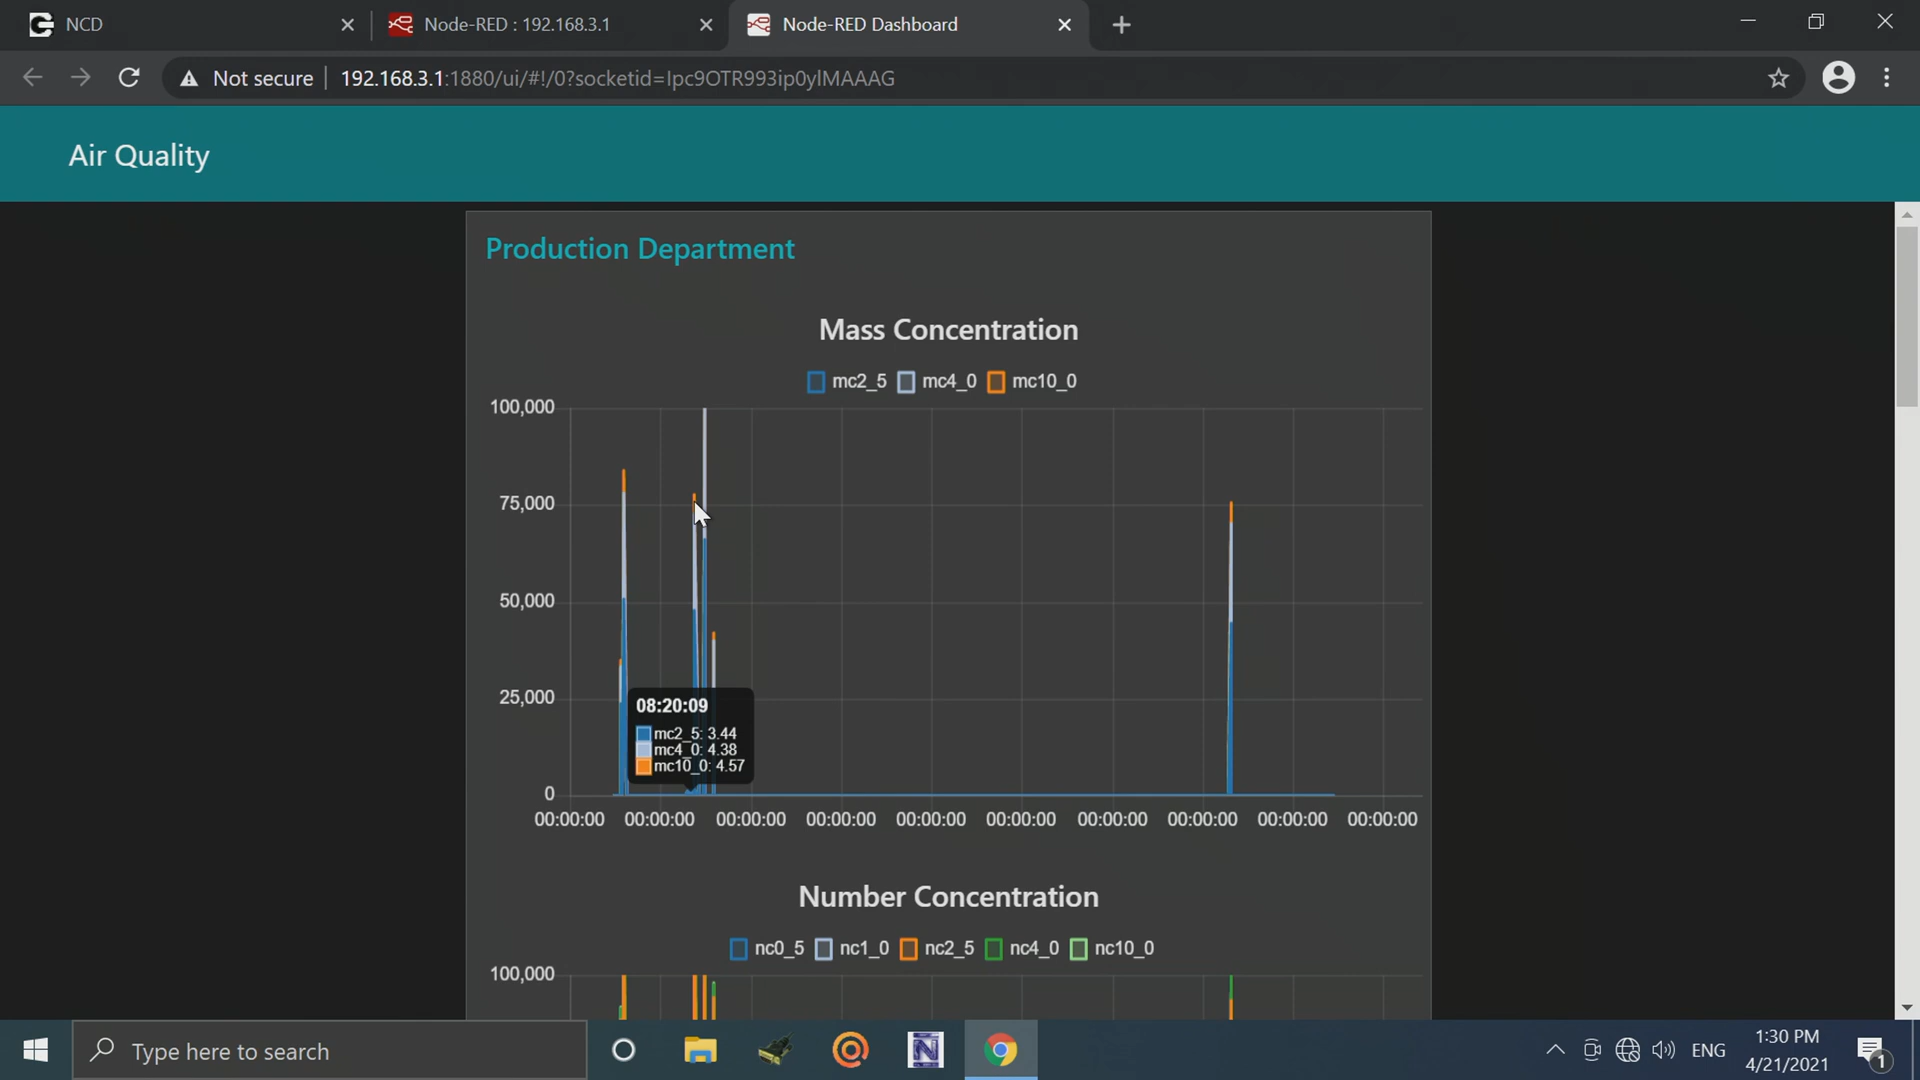 NCD
Node-RED : 192.168.3.1
Node-RED Dashboard
Not secure
192.168.3.1:1880/ui/#!/0?socketid=Ipc9OTR993ip0ylMAAAG
Air Quality
Production Department
Mass Concentration
mc2_5 mc4_0 mc10_0
100,000
75,000
50,000
25,000
0
08:20:09
mc2_5: 3.44
mc4_0: 4.38
mc10_0: 4.57
00:00:00 00:00:00 00:00:00 00:00:00 00:00:00 00:00:00 00:00:00 00:00:00 00:00:00 00:00:00
Number Concentration
nc0_5 nc1_0 nc2_5 nc4_0 nc10_0
100,000
Type here to search
N
ENG
1:30 PM
4/21/2021
1